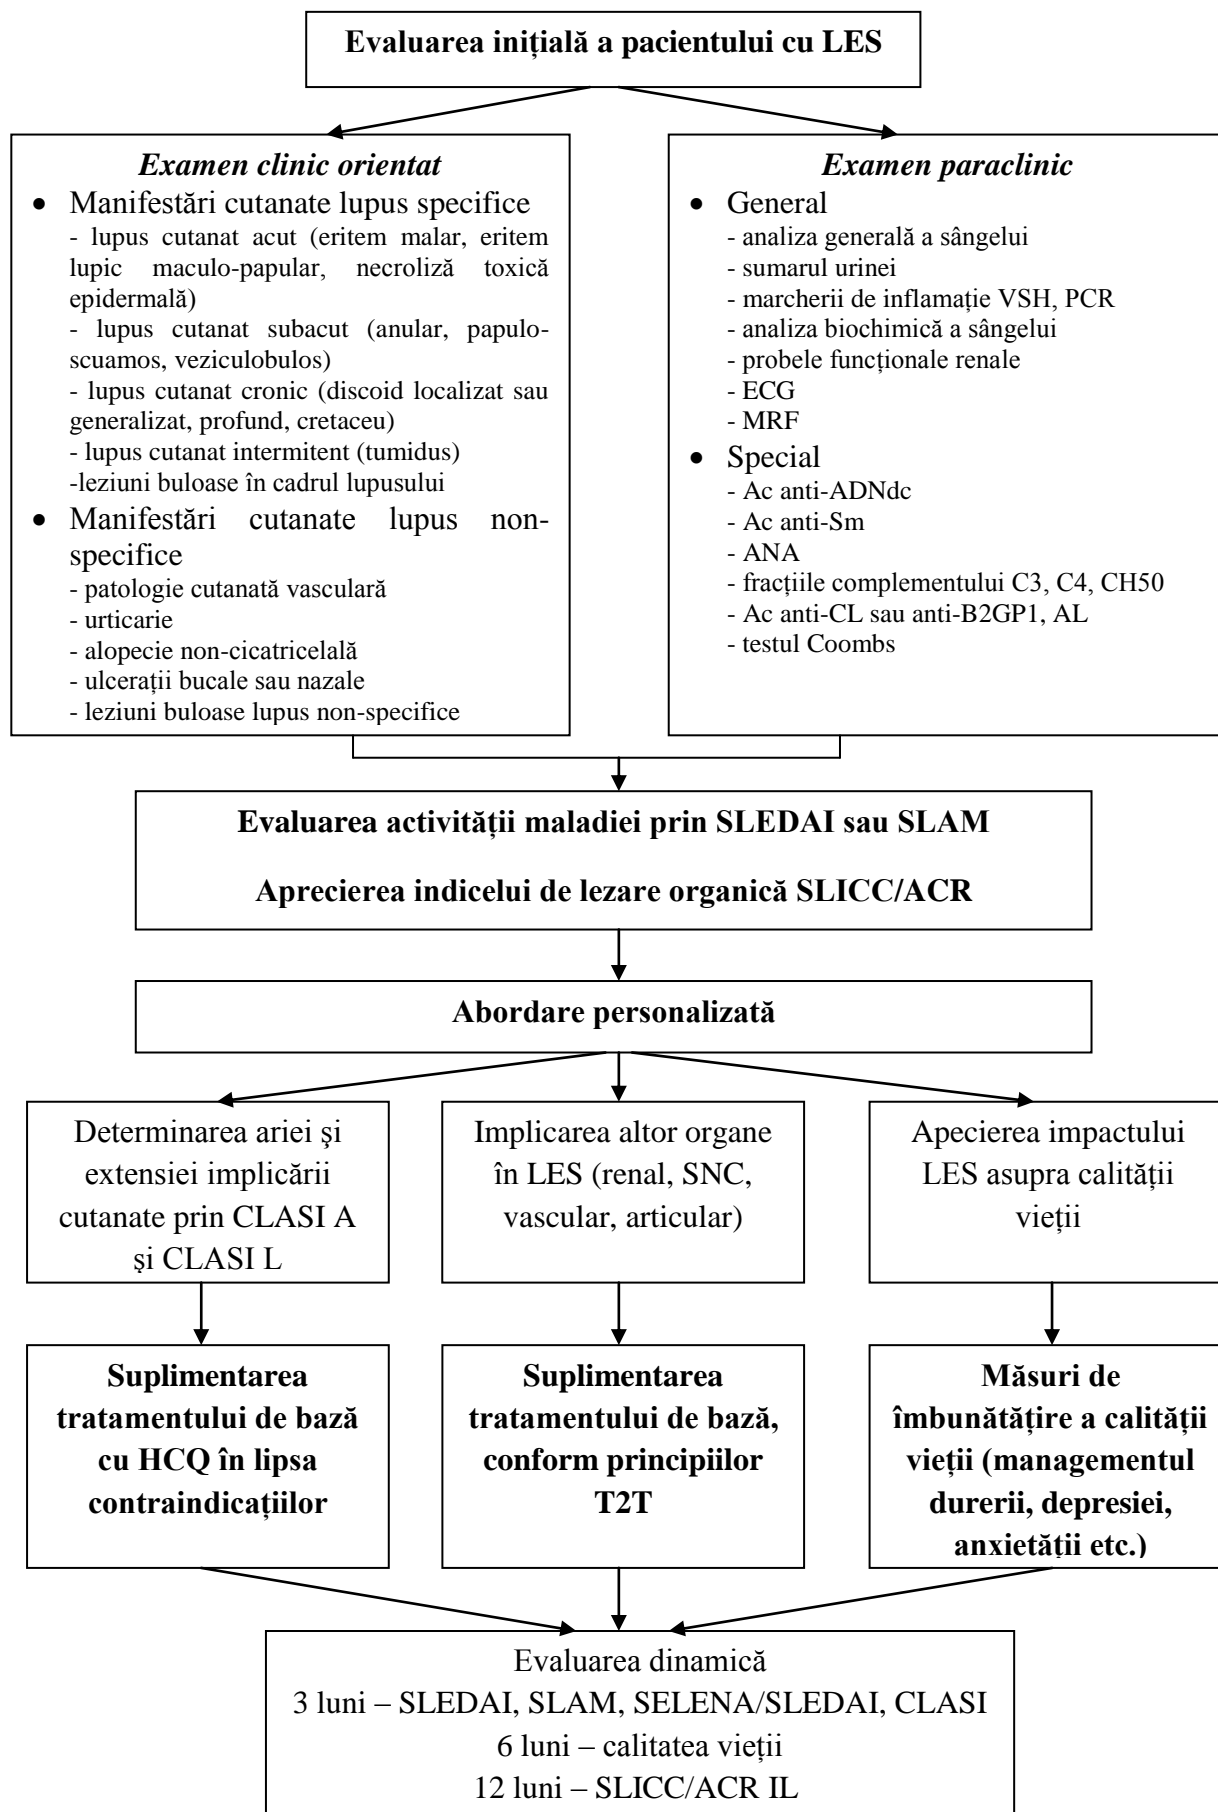 Evaluarea inițială a pacientului cu LES
Examen clinic orientat
• Manifestări cutanate lupus specifice
- lupus cutanat acut (eritem malar, eritem
lupic maculo-papular, necroliză toxică
epidermală)
- lupus cutanat subacut (anular, papulo-
scuamos, veziculobulos)
- lupus cutanat cronic (discoid localizat sau
generalizat, profund, cretaceu)
- lupus cutanat intermitent (tumidus)
-leziuni buloase în cadrul lupusului
• Manifestări cutanate lupus non-
specifice
- patologie cutanată vasculară
- urticarie
- alopecie non-cicatricelală
- ulcerații bucale sau nazale
- leziuni buloase lupus non-specifice
Examen paraclinic
• General
- analiza generală a sângelui
- sumarul urinei
- marcherii de inflamație VSH, PCR
- analiza biochimică a sângelui
- probele funcționale renale
- ECG
- MRF
• Special
- Ac anti-ADNdc
- Ac anti-Sm
- ANA
- fracțiile complementului C3, C4, CH50
- Ac anti-CL sau anti-B2GP1, AL
- testul Coombs
Evaluarea activității maladiei prin SLEDAI sau SLAM
Aprecierea indicelui de lezare organică SLICC/ACR
Abordare personalizată
Determinarea ariei şi
extensiei implicării
cutanate prin CLASI A
şi CLASI L
Implicarea altor organe
în LES (renal, SNC,
vascular, articular)
Apecierea impactului
LES asupra calității
vieții
Suplimentarea
tratamentului de bază
cu HCQ în lipsa
contraindicațiilor
Suplimentarea
tratamentului de bază,
conform principiilor
T2T
Măsuri de
îmbunătățire a calității
vieții (managementul
durerii, depresiei,
anxietății etc.)
Evaluarea dinamică
3 luni – SLEDAI, SLAM, SELENA/SLEDAI, CLASI
6 luni – calitatea vieții
12 luni – SLICC/ACR IL